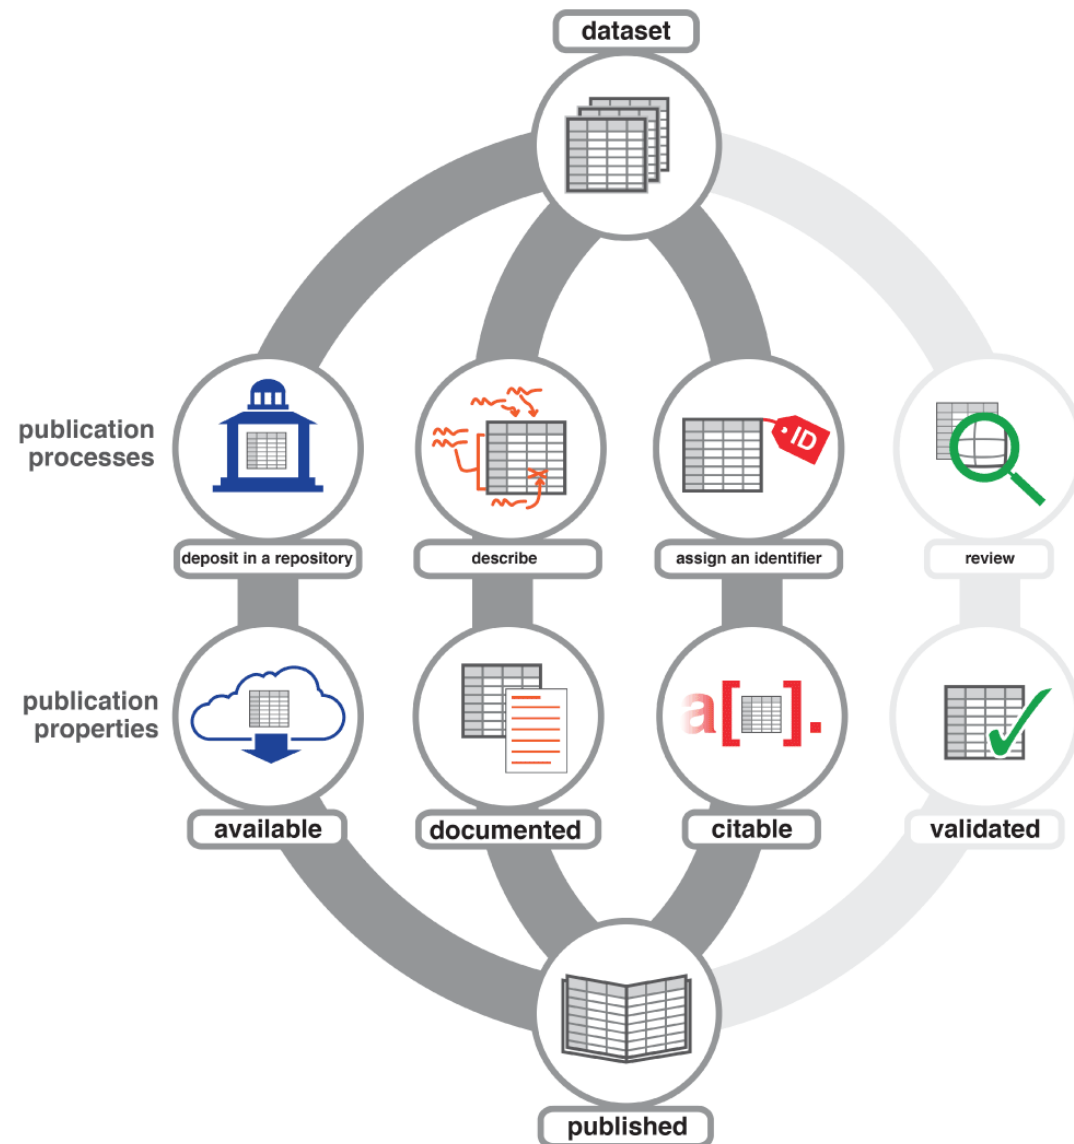 dataset
publication
processes
ID
deposit in a repository
describe
assign an identifier
review
publication
properties
a[ ].
available
documented
citable
validated
published